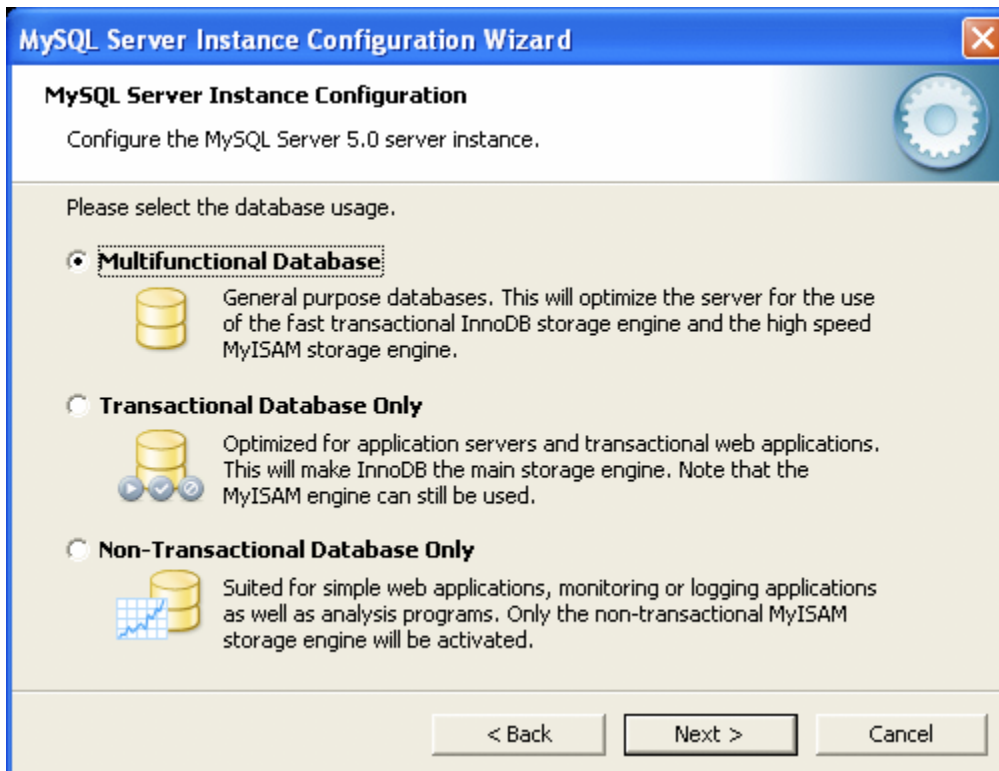 MySQL Server Instance Configuration Wizard
MySQL Server Instance Configuration
Configure the MySQL Server 5.0 server instance.
Please select the database usage.
Multifunctional Database
General purpose databases. This will optimize the server for the use
of the fast transactional InnoDB storage engine and the high speed
MyISAM storage engine.
Transactional Database Only
Optimized for application servers and transactional web applications.
This will make InnoDB the main storage engine. Note that the
MyISAM engine can still be used.
Non-Transactional Database Only
Suited for simple web applications, monitoring or logging applications
as well as analysis programs. Only the non-transactional MyISAM
storage engine will be activated.
< Back
Next >
Cancel